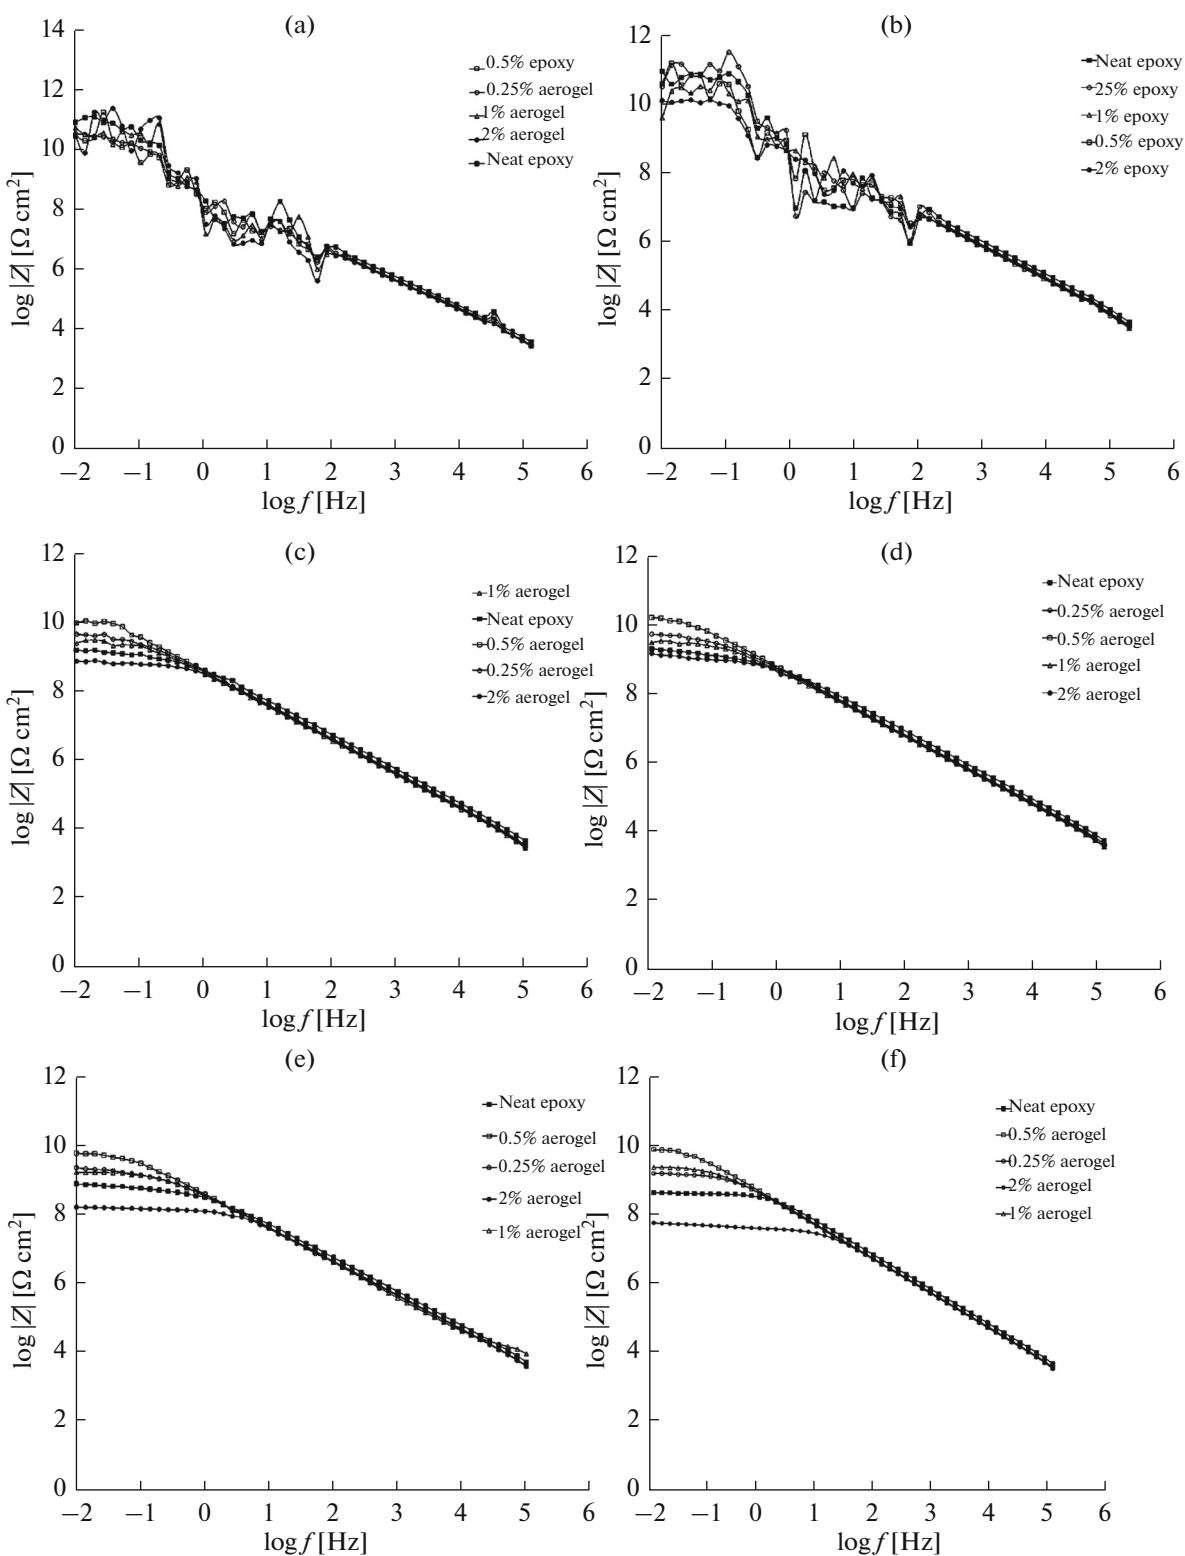 (a)
14
12
10
8
6
4
2
0
−2 −1 0 1 2 3 4 5 6
log |Z| [Ω cm²]
log f [Hz]
0.5% epoxy
0.25% aerogel
1% aerogel
2% aerogel
Neat epoxy
(b)
12
10
8
6
4
2
0
−2 −1 0 1 2 3 4 5 6
log |Z| [Ω cm²]
log f [Hz]
Neat epoxy
25% epoxy
1% epoxy
0.5% epoxy
2% epoxy
(c)
12
10
8
6
4
2
0
−2 −1 0 1 2 3 4 5 6
log |Z| [Ω cm²]
log f [Hz]
1% aerogel
Neat epoxy
0.5% aerogel
0.25% aerogel
2% aerogel
(d)
12
10
8
6
4
2
0
−2 −1 0 1 2 3 4 5 6
log |Z| [Ω cm²]
log f [Hz]
Neat epoxy
0.25% aerogel
0.5% aerogel
1% aerogel
2% aerogel
(e)
12
10
8
6
4
2
0
−2 −1 0 1 2 3 4 5 6
log |Z| [Ω cm²]
log f [Hz]
Neat epoxy
0.5% aerogel
0.25% aerogel
2% aerogel
1% aerogel
(f)
12
10
8
6
4
2
0
−2 −1 0 1 2 3 4 5 6
log |Z| [Ω cm²]
log f [Hz]
Neat epoxy
0.5% aerogel
0.25% aerogel
2% aerogel
1% aerogel